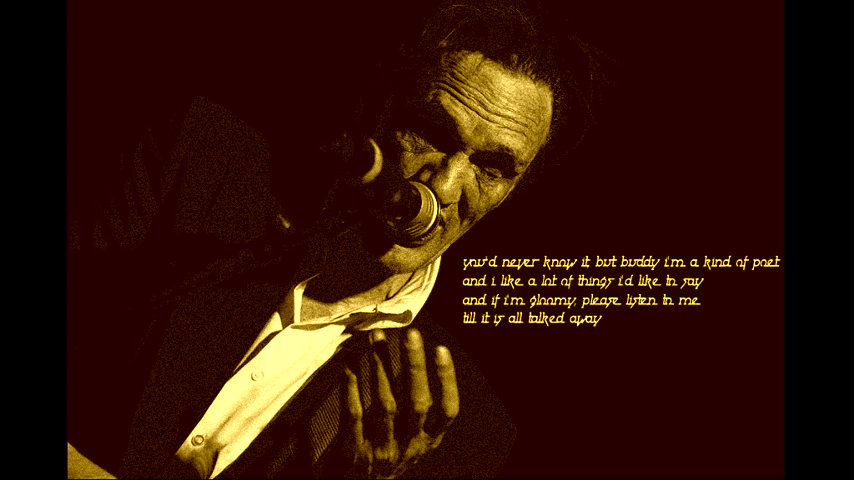 you'd never know it but buddy i'm a kind of poet
and i like a lot of things i'd like to say
and if i'm gloomy, please listen to me
till it is all talked away